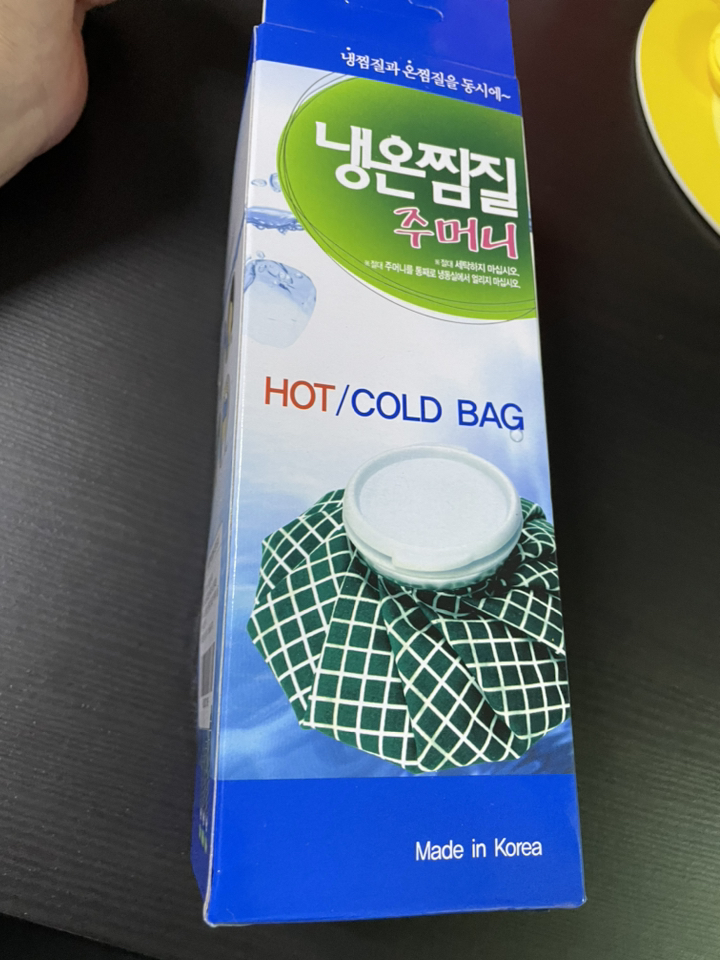 냉찜질과 온찜질을 동시에~
냉온찜질
주머니
※절대 세탁하지 마십시오.
※절대 주머니를 통째로 냉동실에서 얼리지 마십시오.
HOT/COLD BAG
Made in Korea